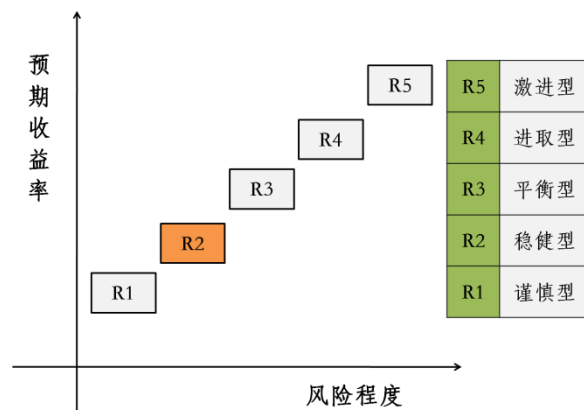 预期收益率
R5
R4
R3
R2
R1
风险程度
R5 激进型
R4 进取型
R3 平衡型
R2 稳健型
R1 谨慎型